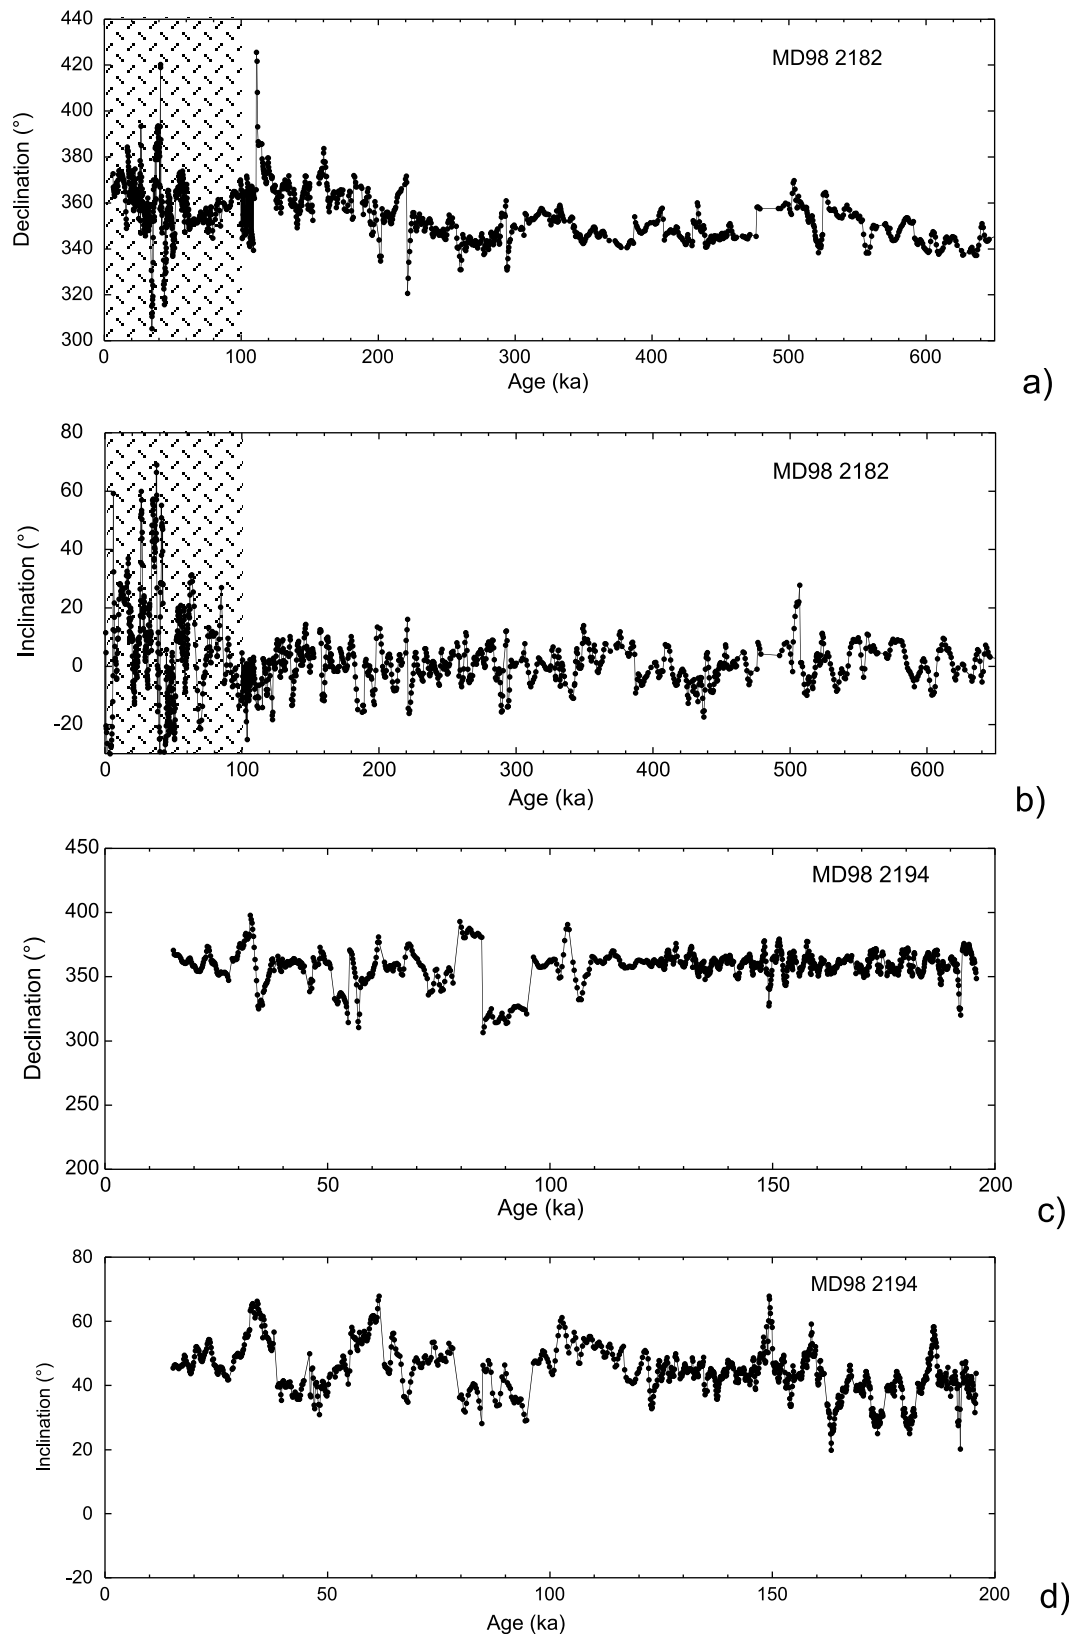 440
420
400
380
360
340
320
300
Declination (°)
MD98 2182
0 100 200 300 400 500 600
Age (ka)
a)
80
60
40
20
0
-20
Inclination (°)
MD98 2182
0 100 200 300 400 500 600
Age (ka)
b)
450
400
350
300
250
200
Declination (°)
MD98 2194
0 50 100 150 200
Age (ka)
c)
80
60
40
20
0
-20
Inclination (°)
MD98 2194
0 50 100 150 200
Age (ka)
d)